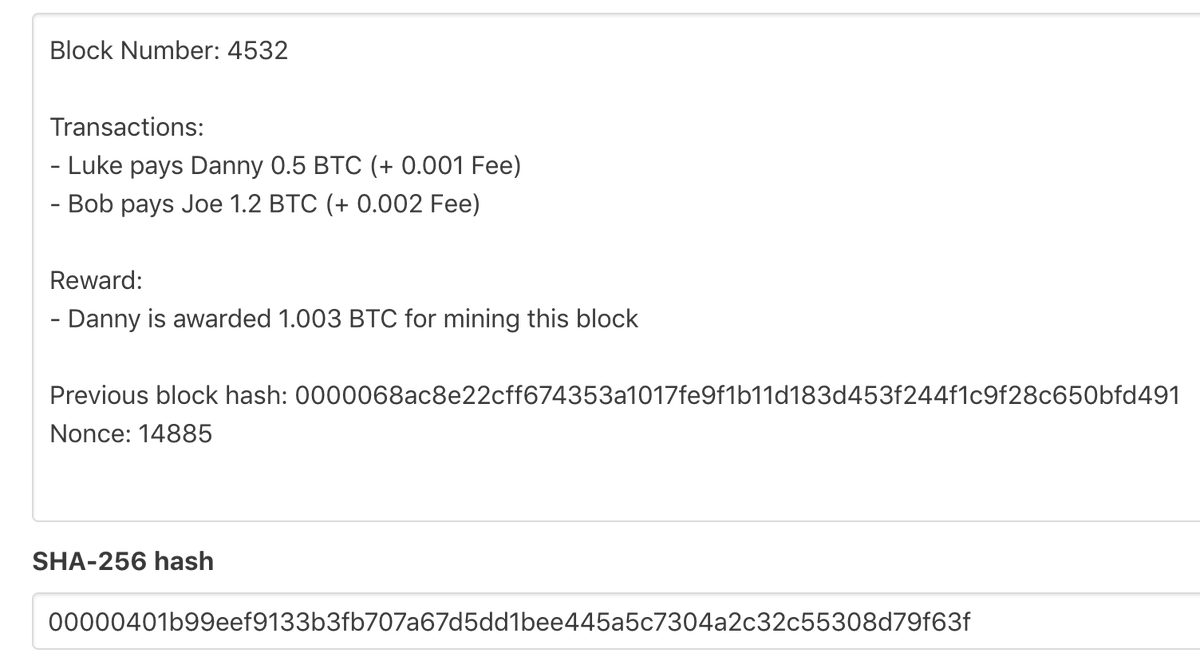 Block Number: 4532
Transactions:
- Luke pays Danny 0.5 BTC (+ 0.001 Fee)
- Bob pays Joe 1.2 BTC (+ 0.002 Fee)
Reward:
- Danny is awarded 1.003 BTC for mining this block
Previous block hash: 0000068ac8e22cff674353a1017fe9f1b11d183d453f244f1c9f28c650bfd491
Nonce: 14885
SHA-256 hash
00000401b99eef9133b3fb707a67d5dd1bee445a5c7304a2c32c55308d79f63f